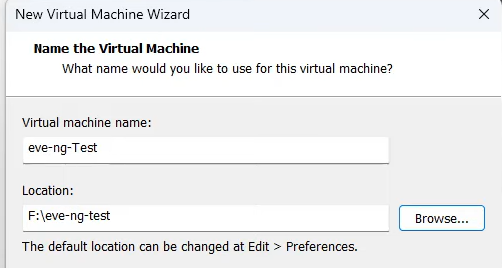 New Virtual Machine Wizard
Name the Virtual Machine
What name would you like to use for this virtual machine?
Virtual machine name:
eve-ng-Test
Location:
F:\eve-ng-test
Browse...
The default location can be changed at Edit > Preferences.